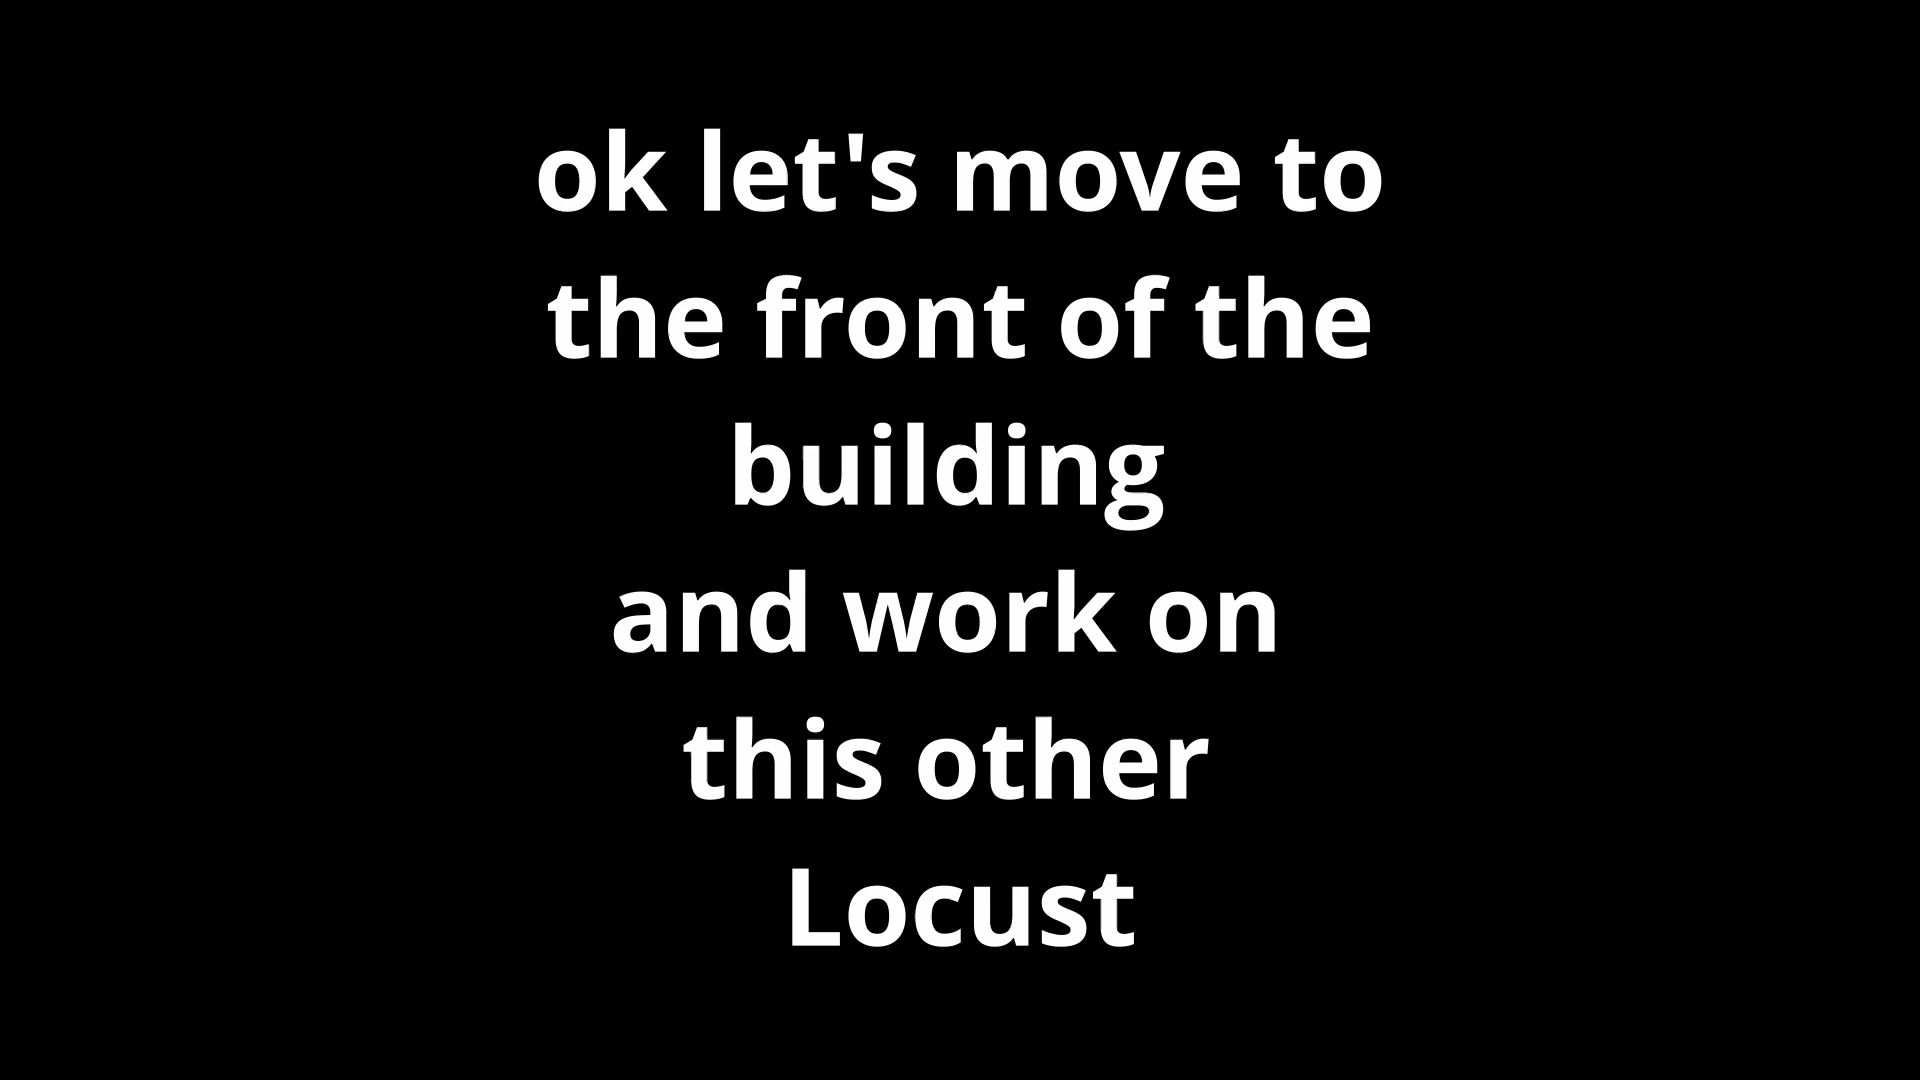 ok let's move to
the front of the
building
and work on
this other
Locust